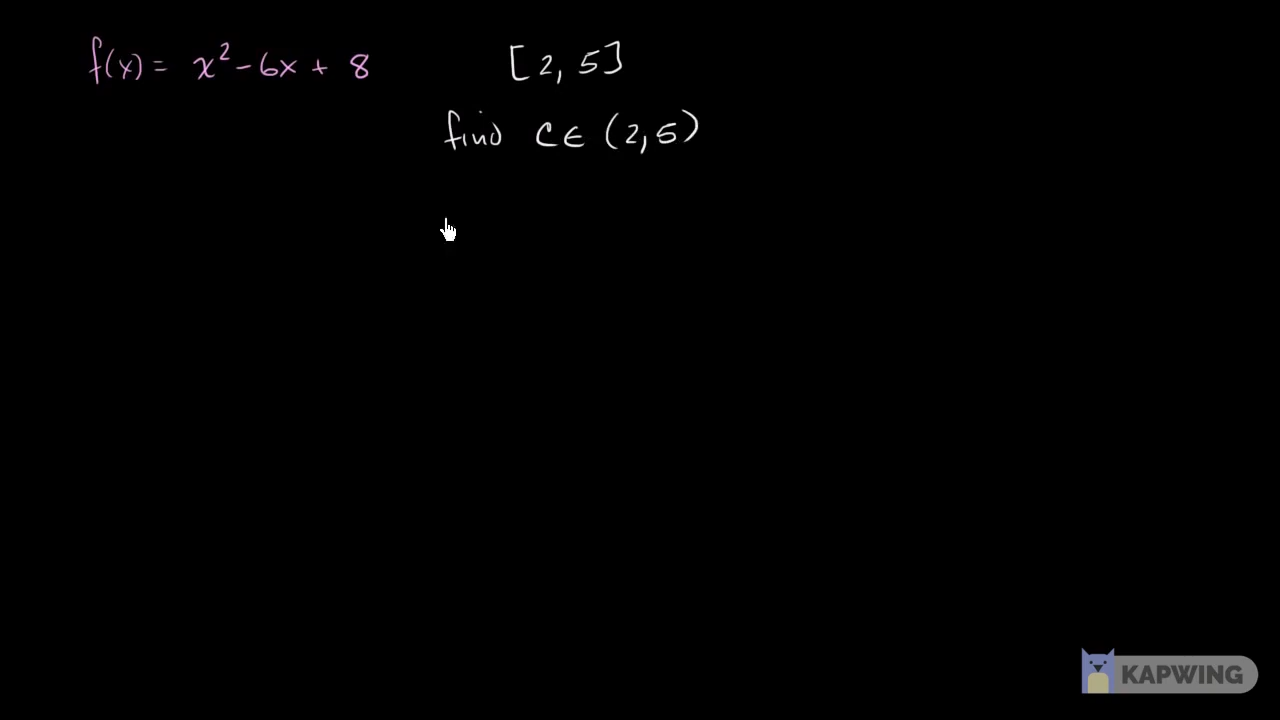 f(x) = x² - 6x + 8 [2, 5]
find c ∈ (2,5)
KAPWING